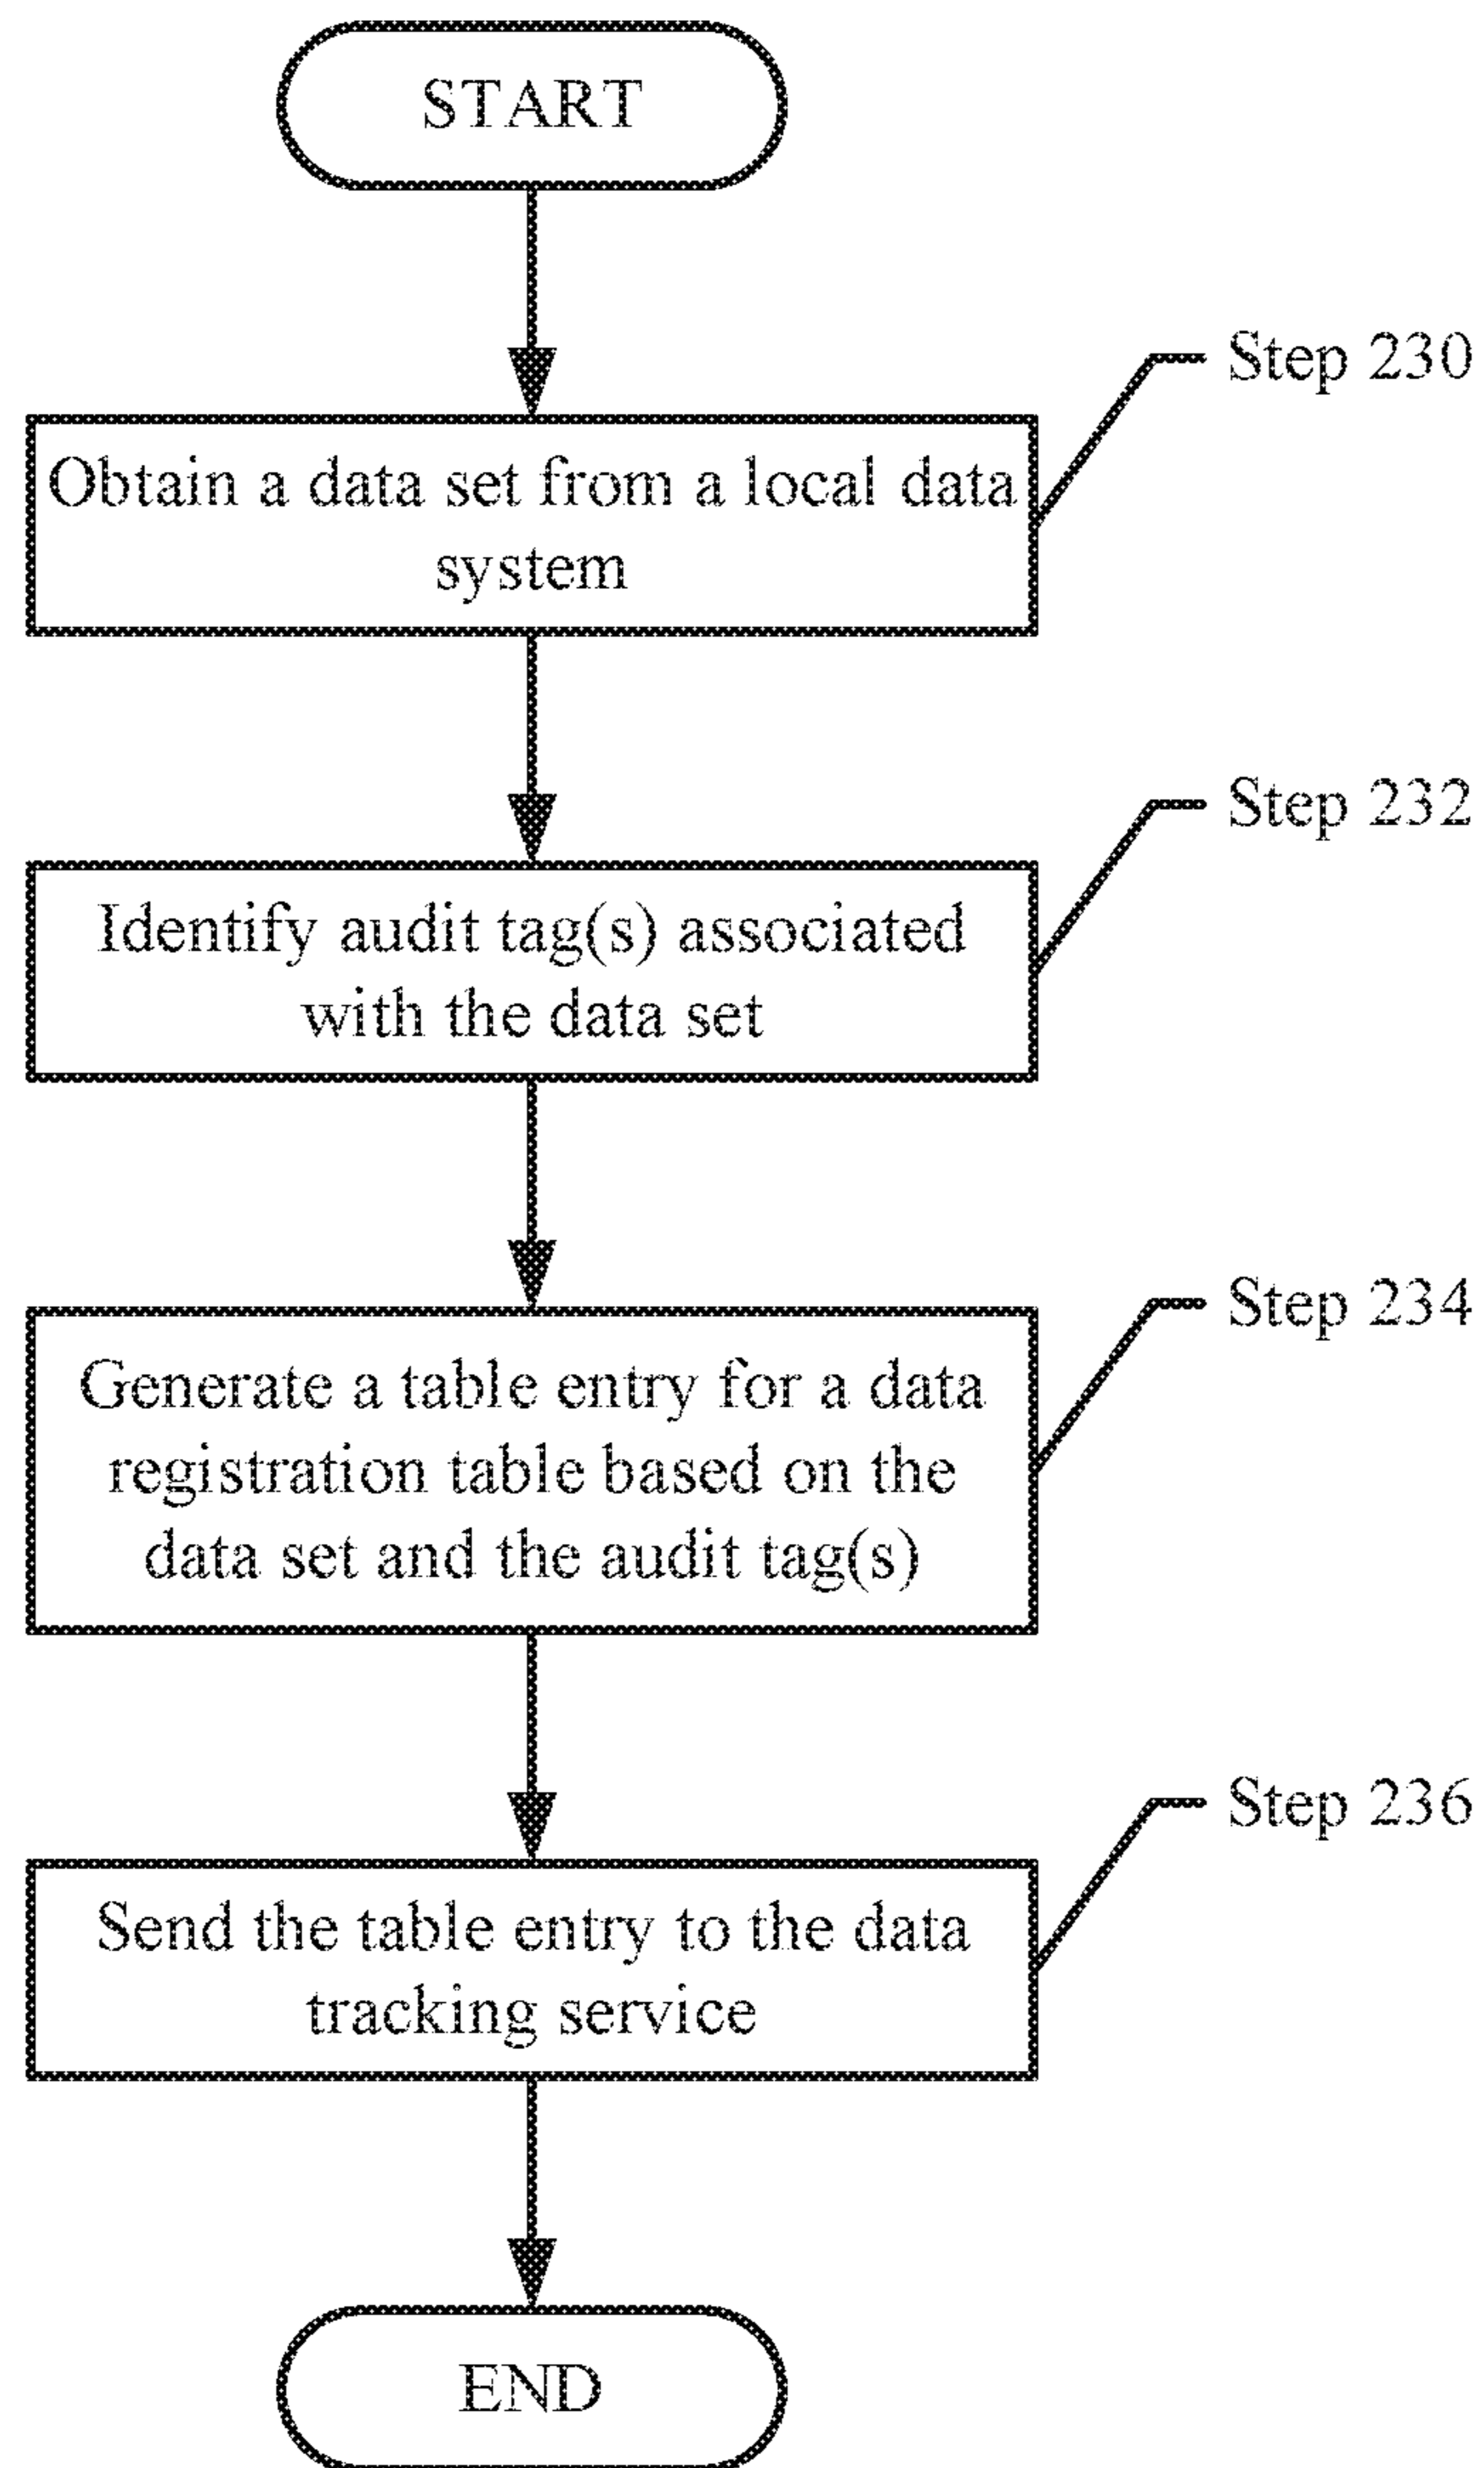 START
Step 230
Obtain a data set from a local data
system
Step 232
Identify audit tag(s) associated
with the data set
Step 234
Generate a table entry for a data
registration table based on the
data set and the audit tag(s)
Step 236
Send the table entry to the data
tracking service
END